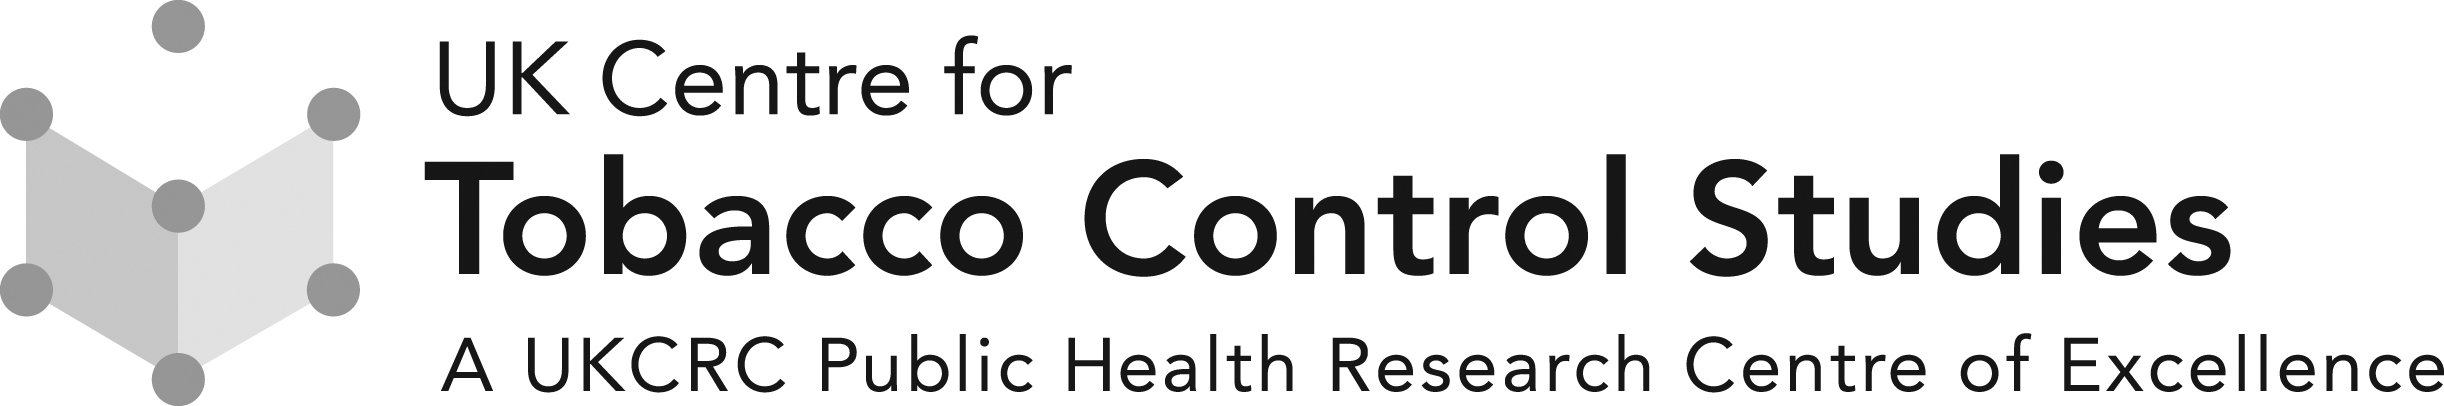 UK Centre for
Tobacco Control Studies
A UKCRC Public Health Research Centre of Excellence